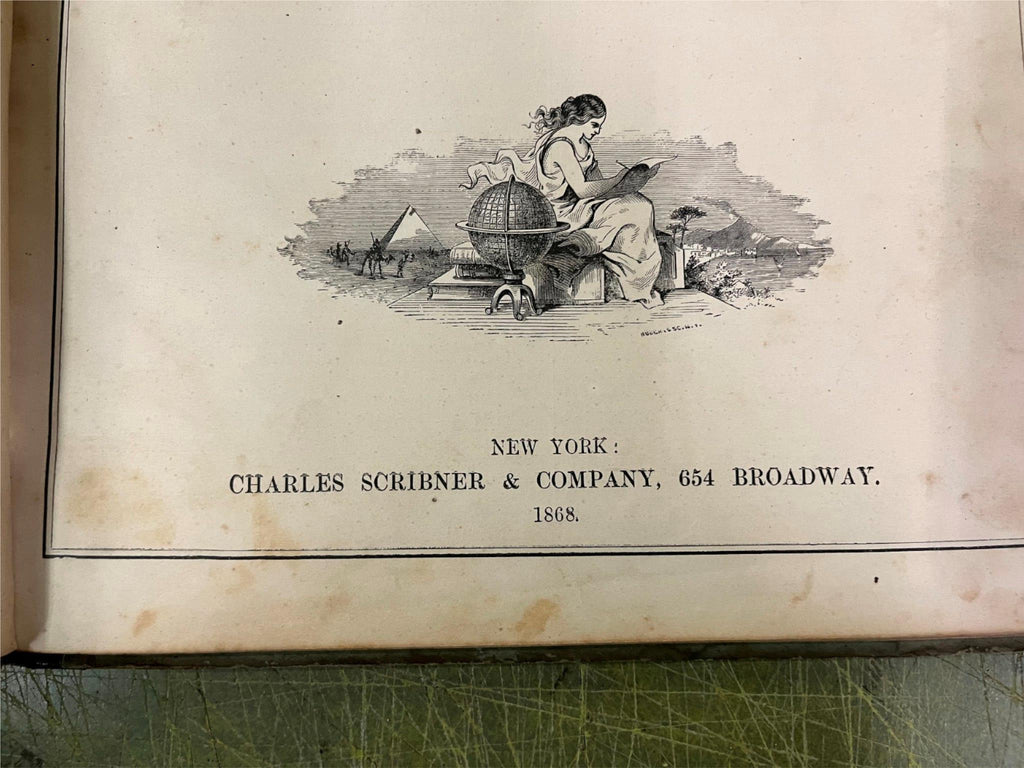 NEW YORK:
CHARLES SCRIBNER & COMPANY, 654 BROADWAY.
1868.